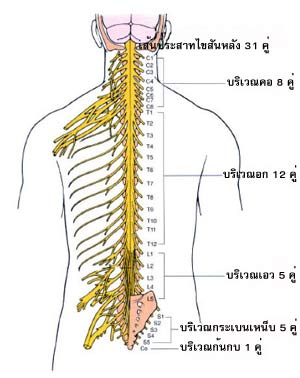 เส้นประสาทไขสันหลัง 31 คู่
C1
C2
C3
C4
C5
C6
C7
C8
บริเวณคอ 8 คู่
T1
T2
T3
T4
T5
T6
T7
T8
T9
T10
T11
T12
บริเวณอก 12 คู่
L1
L2
L3
L4
L5
บริเวณเอว 5 คู่
S1
S2
S3
S4
S5
บริเวณกระเบนเหน็บ 5 คู่
Co
บริเวณก้นกบ 1 คู่